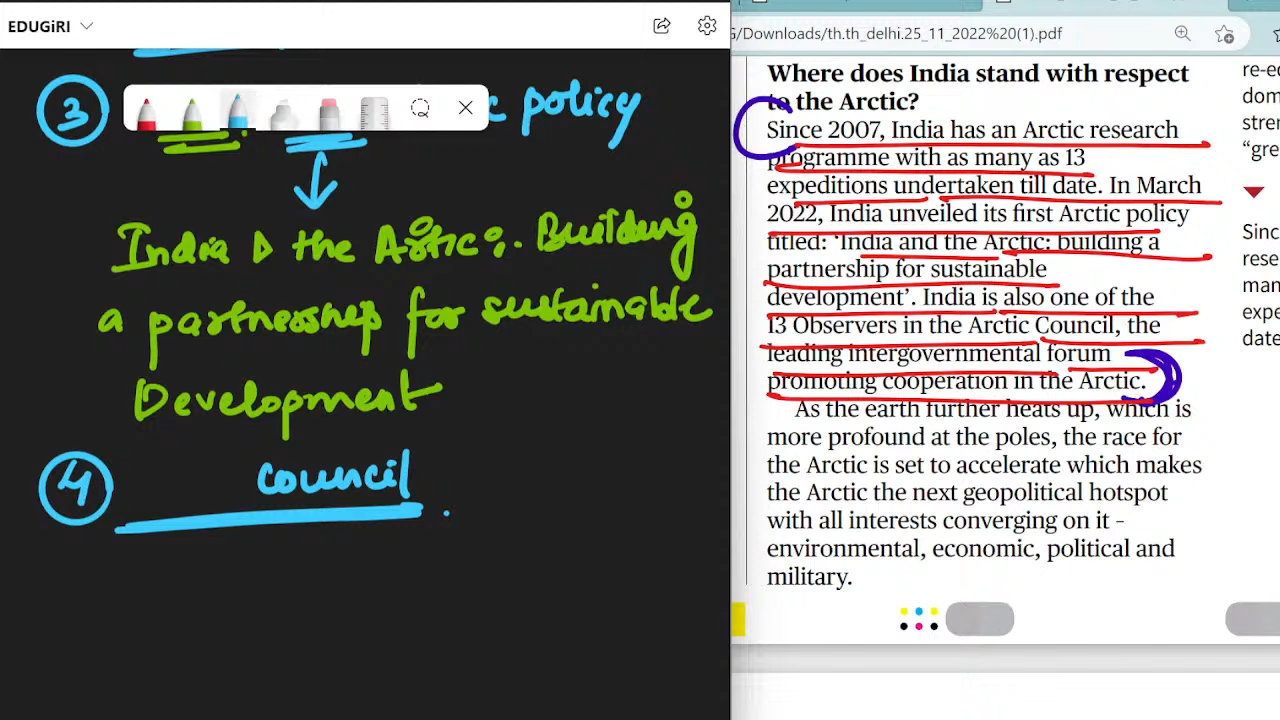 EDUGiRI
3 c policy
India & the Arctic: Building
a partnership for sustainable
Development
4 council
G/Downloads/th.th_delhi.25_11_2022%20(1).pdf
Where does India stand with respect
to the Arctic?
Since 2007, India has an Arctic research
programme with as many as 13
expeditions undertaken till date. In March
2022, India unveiled its first Arctic policy
titled: ‘India and the Arctic: building a
partnership for sustainable
development’. India is also one of the
13 Observers in the Arctic Council, the
leading intergovernmental forum
promoting cooperation in the Arctic.
As the earth further heats up, which is
more profound at the poles, the race for
the Arctic is set to accelerate which makes
the Arctic the next geopolitical hotspot
with all interests converging on it –
environmental, economic, political and
military.
re-e
dom
stren
“gre
Sinc
rese
man
expe
date